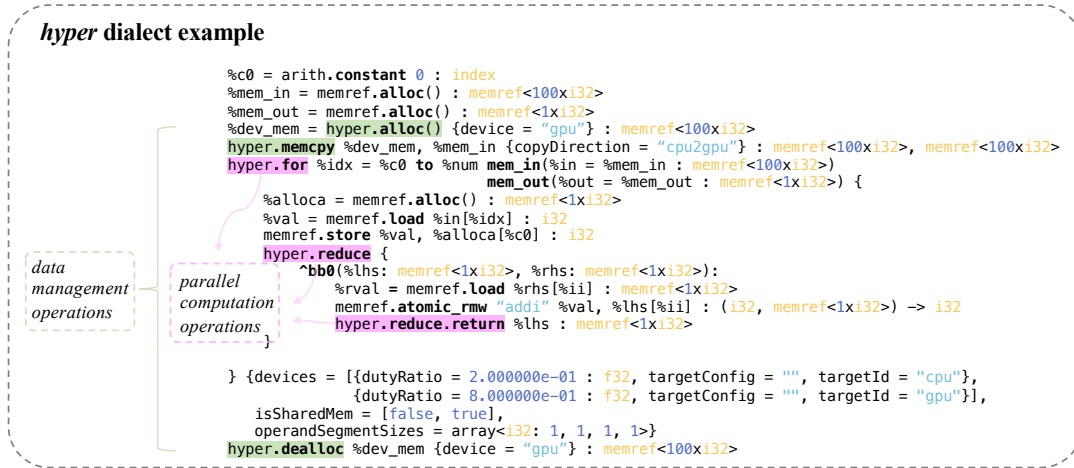 hyper dialect example
%c0 = arith.constant 0 : index
%mem_in = memref.alloc() : memref<100xi32>
%mem_out = memref.alloc() : memref<1xi32>
%dev_mem = hyper.alloc() {device = “gpu”} : memref<100xi32>
hyper.memcpy %dev_mem, %mem_in {copyDirection = “cpu2gpu”} : memref<100xi32>, memref<100xi32>
hyper.for %idx = %c0 to %num mem_in(%in = %mem_in : memref<100xi32>)
mem_out(%out = %mem_out : memref<1xi32>) {
%alloca = memref.alloc() : memref<1xi32>
%val = memref.load %in[%idx] : i32
memref.store %val, %alloca[%c0] : i32
hyper.reduce {
^bb0(%lhs: memref<1xi32>, %rhs: memref<1xi32>):
%rval = memref.load %rhs[%ii] : memref<1xi32>
memref.atomic_rmw “addi” %val, %lhs[%ii] : (i32, memref<1xi32>) –> i32
hyper.reduce.return %lhs : memref<1xi32>
}
} {devices = [{dutyRatio = 2.000000e-01 : f32, targetConfig = "", targetId = "cpu"},
{dutyRatio = 8.000000e-01 : f32, targetConfig = "", targetId = "gpu"}],
isSharedMem = [false, true],
operandSegmentSizes = array<i32: 1, 1, 1, 1>}
hyper.dealloc %dev_mem {device = “gpu”} : memref<100xi32>
data
management
operations
parallel
computation
operations